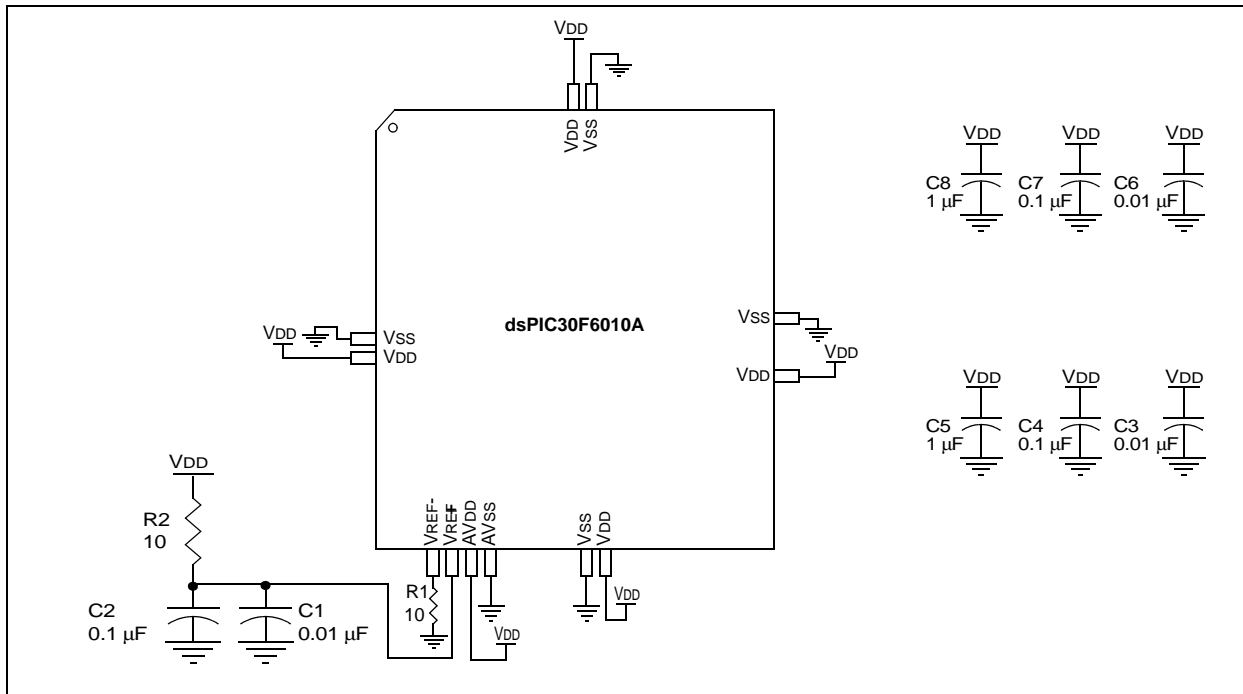 VDD
VDD
VSS
VDD
C8
1 µF
VDD
C7
0.1 µF
VDD
C6
0.01 µF
dsPIC30F6010A
VDD
VSS
VDD
VSS
VDD
VDD
VDD
C5
1 µF
VDD
C4
0.1 µF
VDD
C3
0.01 µF
VDD
R2
10
C2
0.1 µF
C1
0.01 µF
VREF-
VREF+
AVDD
AVSS
VSS
VDD
R1
10
VDD
VDD